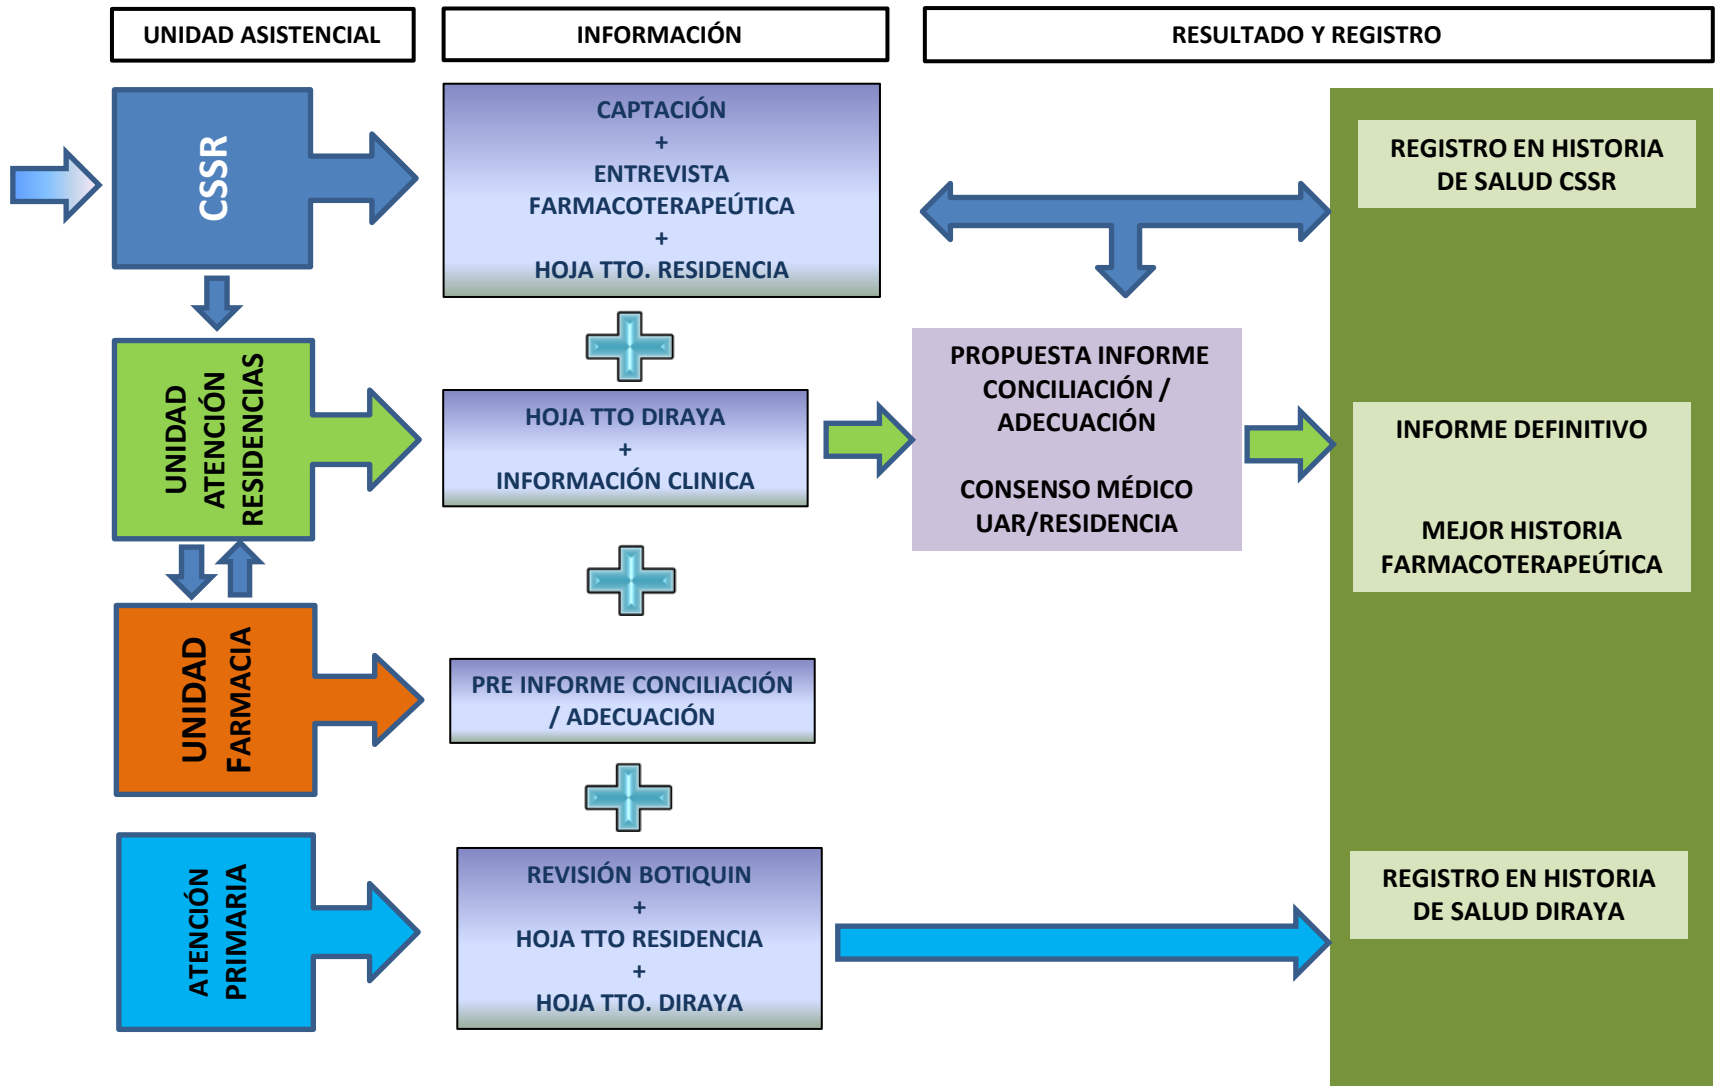 UNIDAD ASISTENCIAL
INFORMACIÓN
RESULTADO Y REGISTRO
CSSR
CAPTACIÓN
+
ENTREVISTA
FARMACOTERAPEÚTICA
+
HOJA TTO. RESIDENCIA
REGISTRO EN HISTORIA
DE SALUD CSSR
UNIDAD
ATENCIÓN
RESIDENCIAS
HOJA TTO DIRAYA
+
INFORMACIÓN CLINICA
PROPUESTA INFORME
CONCILIACIÓN /
ADECUACIÓN
CONSENSO MÉDICO
UAR/RESIDENCIA
INFORME DEFINITIVO
MEJOR HISTORIA
FARMACOTERAPEÚTICA
UNIDAD
FARMACIA
PRE INFORME CONCILIACIÓN
/ ADECUACIÓN
ATENCIÓN
PRIMARIA
REVISIÓN BOTIQUIN
+
HOJA TTO RESIDENCIA
+
HOJA TTO. DIRAYA
REGISTRO EN HISTORIA
DE SALUD DIRAYA